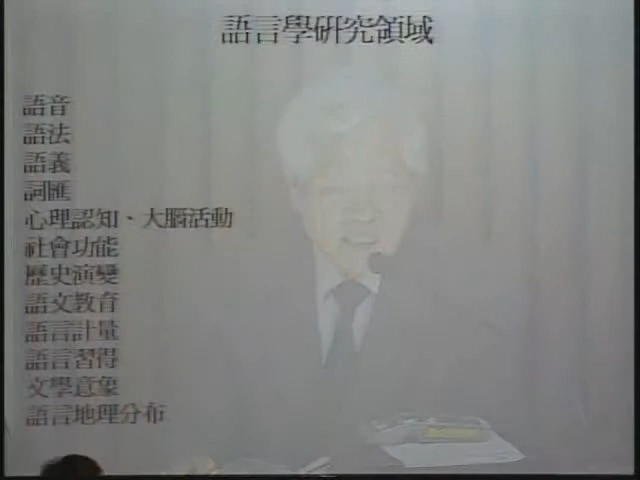 語言學研究領域
語音
語法
語義
詞匯
心理認知、大腦活動
社會功能
歷史演變
語文教育
語言計量
語言習得
文學意象
語言地理分布